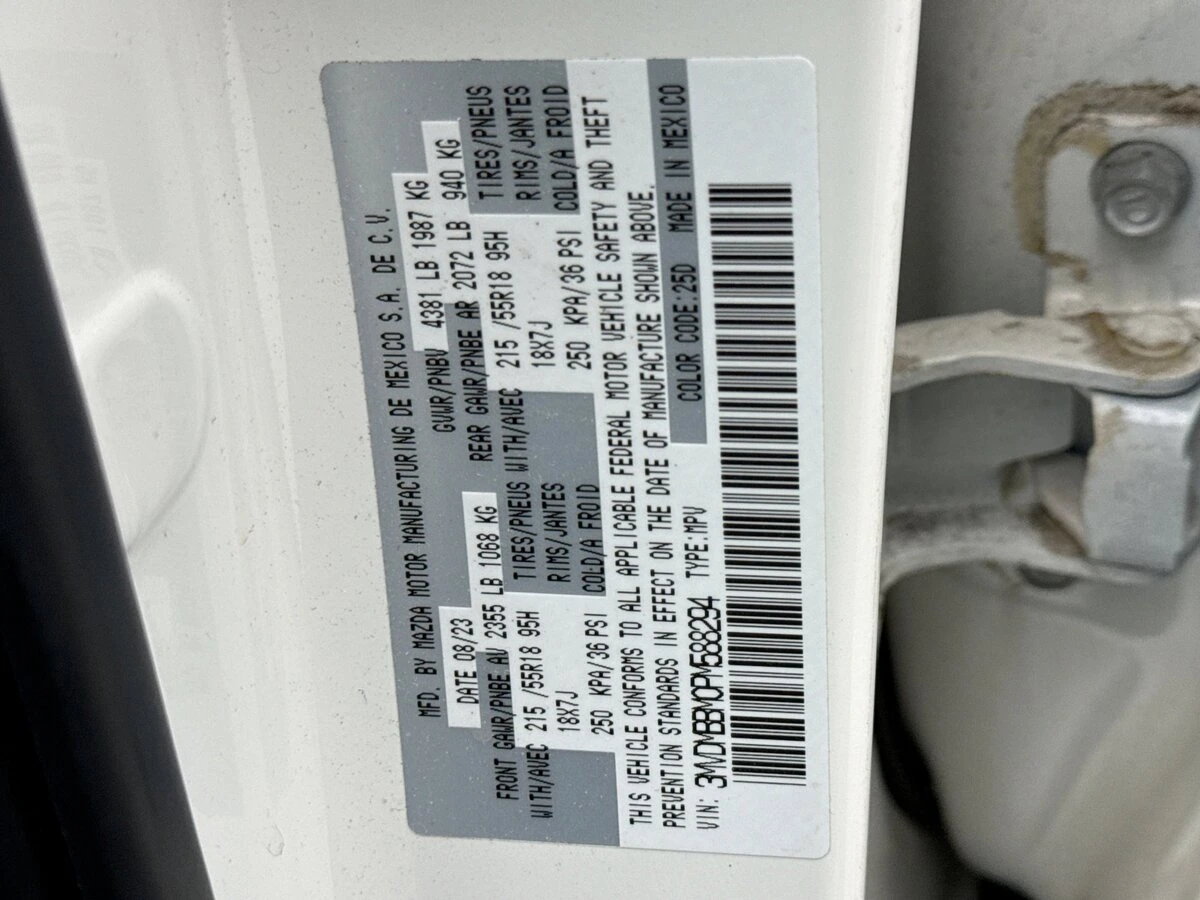 MFD. BY MAZDA MOTOR MANUFACTURING DE MEXICO S.A. DE C.V.
DATE 08/23 GVWR/PNBV 4381 LB 1987 KG
FRONT GAWR/PNBE AV 2355 LB 1068 KG REAR GAWR/PNBE AR 2072 LB 940 KG
WITH/AVEC 215 /55R18 95H TIRES/PNEUS WITH/AVEC 215 /55R18 95H TIRES/PNEUS
18X7J RIMS/JANTES 18X7J RIMS/JANTES
250 KPA/36 PSI COLD/A FROID 250 KPA/36 PSI COLD/A FROID
THIS VEHICLE CONFORMS TO ALL APPLICABLE FEDERAL MOTOR VEHICLE SAFETY AND THEFT
PREVENTION STANDARDS IN EFFECT ON THE DATE OF MANUFACTURE SHOWN ABOVE.
VIN: 3MVDMBBM0PM588294 TYPE:MPV COLOR CODE:25D MADE IN MEXICO